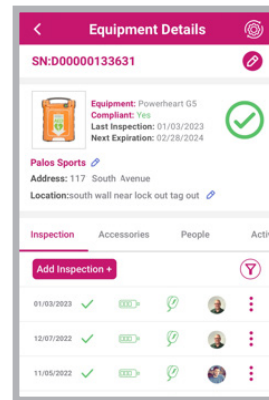 Equipment Details
SN:D00000133631
Equipment: Powerheart G5
Compliant: Yes
Last Inspection: 01/03/2023
Next Expiration: 02/28/2024
Palos Sports
Address: 117 South Avenue
Location:south wall near lock out tag out
Inspection Accessories People Activ
Add Inspection +
01/03/2023
12/07/2022
11/05/2022